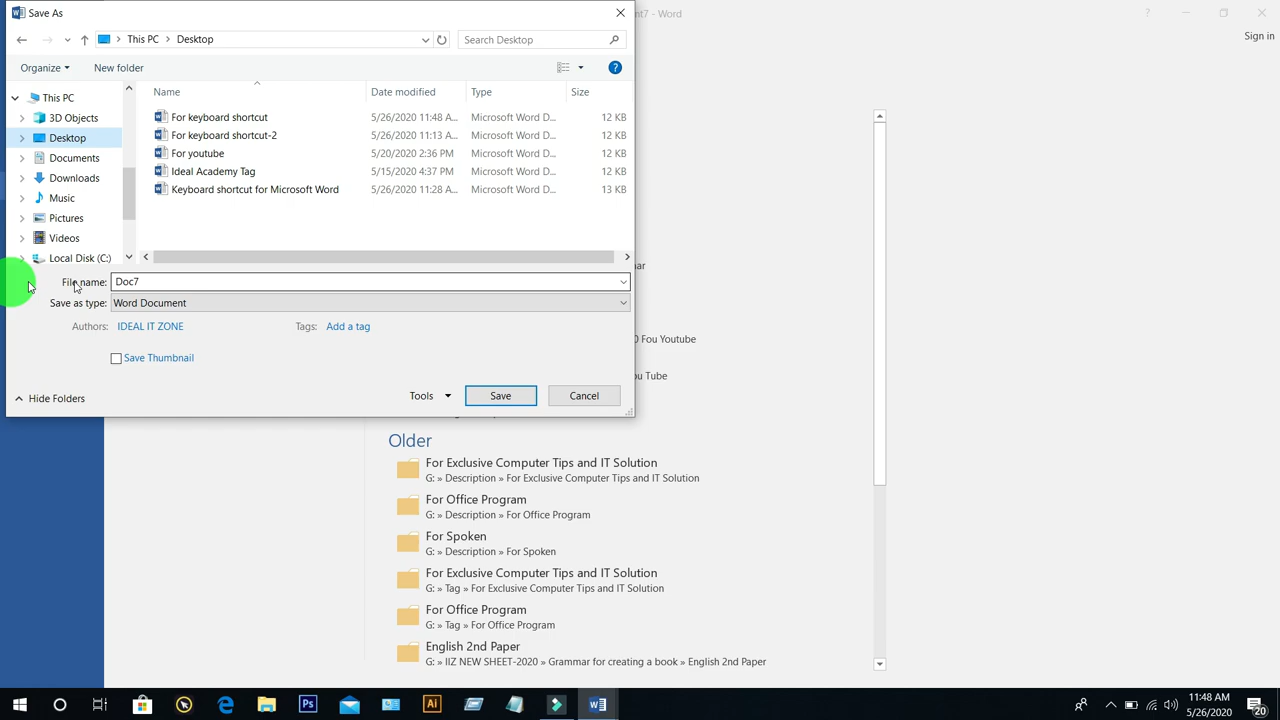 Save As
nt7 - Word
?
Sign in
This PC
Desktop
Search Desktop
Organize
New folder
?
Name
Date modified
Type
Size
This PC
3D Objects
Desktop
Documents
Downloads
Music
Pictures
Videos
Local Disk (C:)
For keyboard shortcut 5/26/2020 11:48 A... Microsoft Word D... 12 KB
For keyboard shortcut-2 5/26/2020 11:13 A... Microsoft Word D... 12 KB
For youtube 5/20/2020 2:36 PM Microsoft Word D... 12 KB
Ideal Academy Tag 5/15/2020 4:37 PM Microsoft Word D... 12 KB
Keyboard shortcut for Microsoft Word 5/26/2020 11:28 A... Microsoft Word D... 13 KB
File name: Doc7
Save as type: Word Document
Authors: IDEAL IT ZONE
Tags: Add a tag
Save Thumbnail
Hide Folders
Tools
Save
Cancel
ar
0 Fou Youtube
u Tube
Older
For Exclusive Computer Tips and IT Solution
G: » Description » For Exclusive Computer Tips and IT Solution
For Office Program
G: » Description » For Office Program
For Spoken
G: » Description » For Spoken
For Exclusive Computer Tips and IT Solution
G: » Tag » For Exclusive Computer Tips and IT Solution
For Office Program
G: » Tag » For Office Program
English 2nd Paper
G: » IIZ NEW SHEET-2020 » Grammar for creating a book » English 2nd Paper
Ps
Ai
11:48 AM
5/26/2020
20